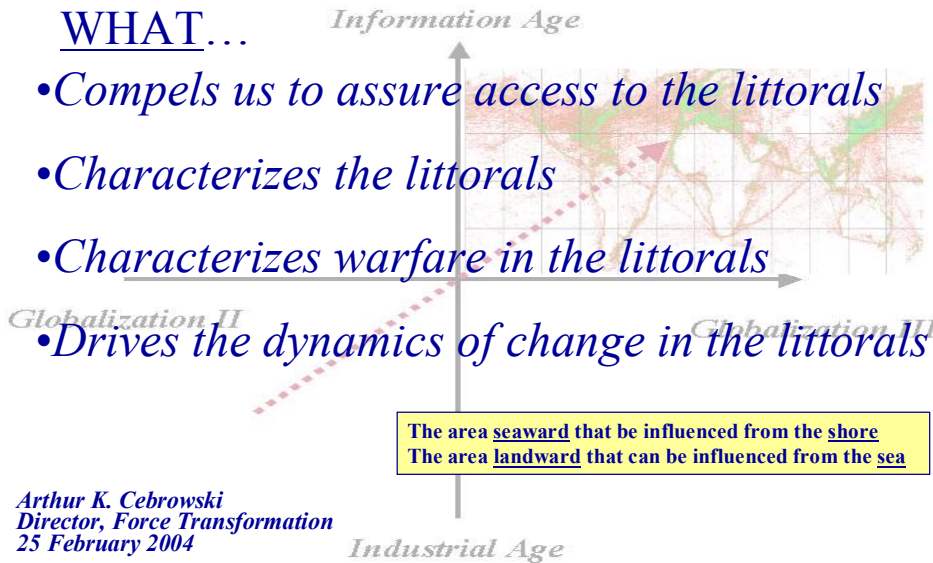 Information Age
WHAT…
•Compels us to assure access to the littorals
•Characterizes the littorals
•Characterizes warfare in the littorals
Globalization II
Globalization III
•Drives the dynamics of change in the littorals
The area seaward that be influenced from the shore
The area landward that can be influenced from the sea
Arthur K. Cebrowski
Director, Force Transformation
25 February 2004
Industrial Age